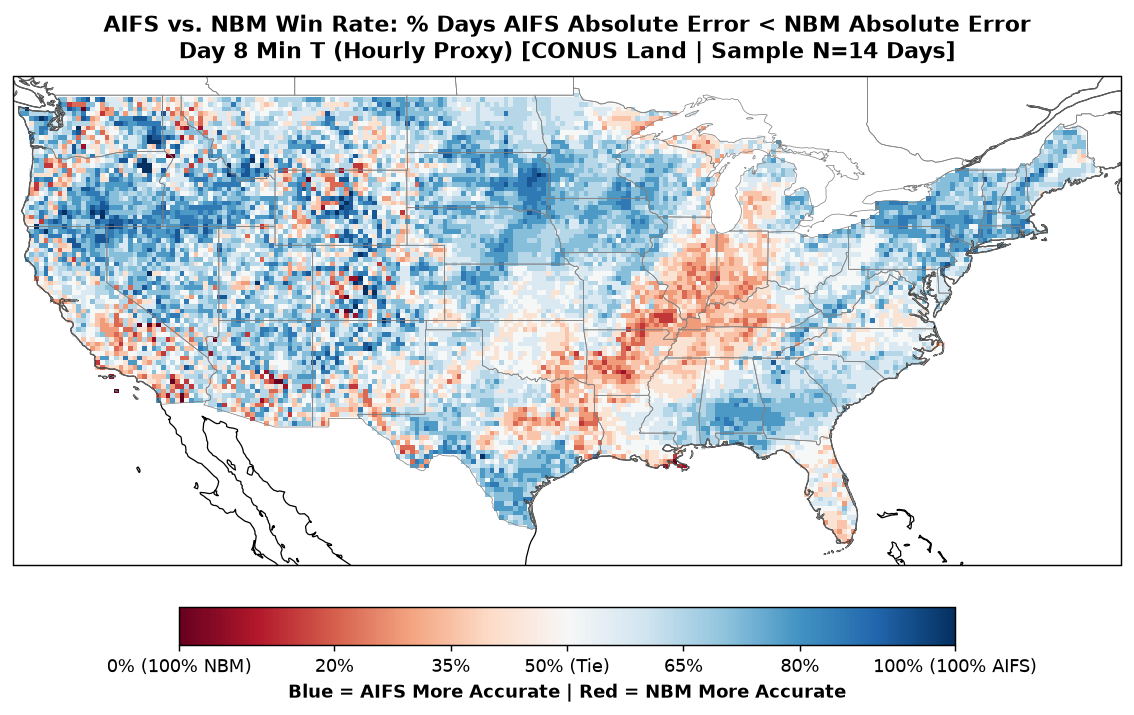 AIFS vs. NBM Win Rate: % Days AIFS Absolute Error < NBM Absolute Error
Day 8 Min T (Hourly Proxy) [CONUS Land | Sample N=14 Days]
0% (100% NBM) 20% 35% 50% (Tie) 65% 80% 100% (100% AIFS)
Blue = AIFS More Accurate | Red = NBM More Accurate